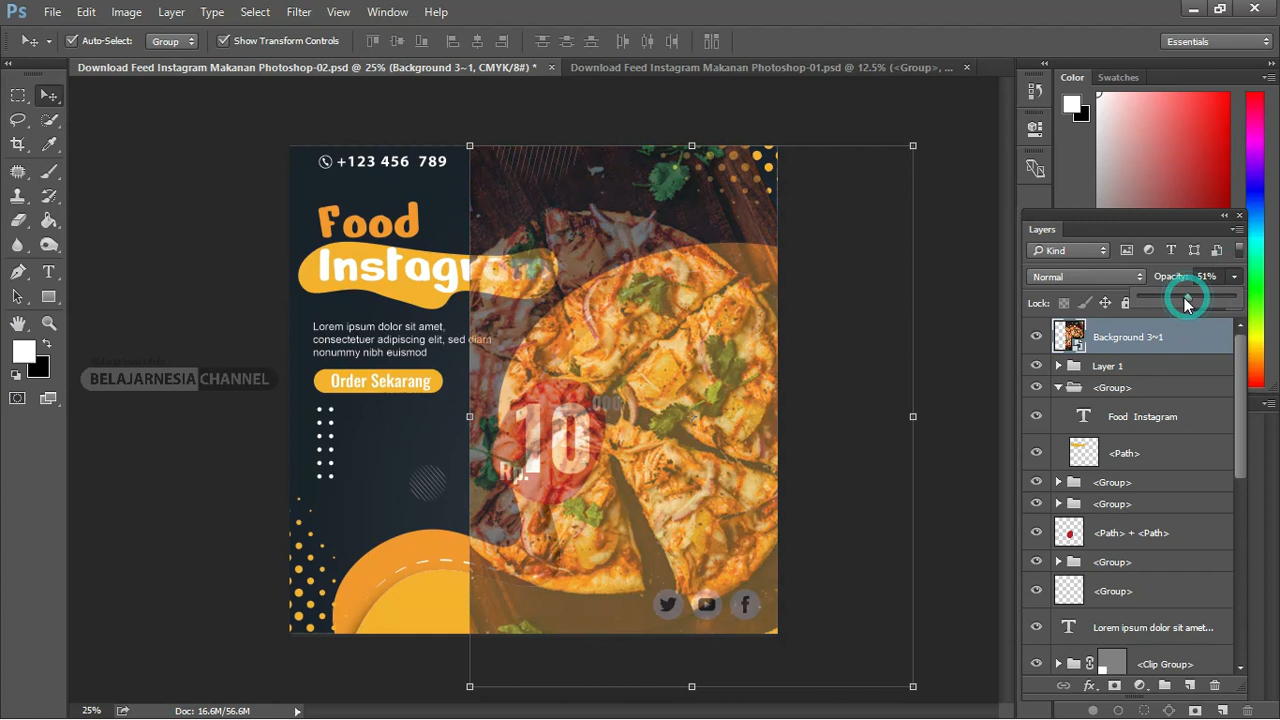 Ps File Edit Image Layer Type Select Filter View Window Help
Auto-Select: Group Show Transform Controls Essentials
Download Feed Instagram Makanan Photoshop-02.psd @ 25% (Background 3~1, CMYK/8#) * × Download Feed Instagram Makanan Photoshop-01.psd @ 12.5% (<Group>, ... ×
Color Swatches
+123 456 789
Food
Instagram
Lorem ipsum dolor sit amet,
consectetur adipiscing elit, sed diam
nonummy nibh euismod
Order Sekarang
BELAJARNESIA CHANNEL
Rp. 10 000
Layers
Kind
Normal Opacity: 51%
Lock:
Background 3~1
Layer 1
<Group>
T Food Instagram
<Path>
<Group>
<Group>
<Path> + <Path>
<Group>
<Group>
T Lorem ipsum dolor sit amet...
<Clip Group>
fx
25% Doc: 16.6M/56.6M